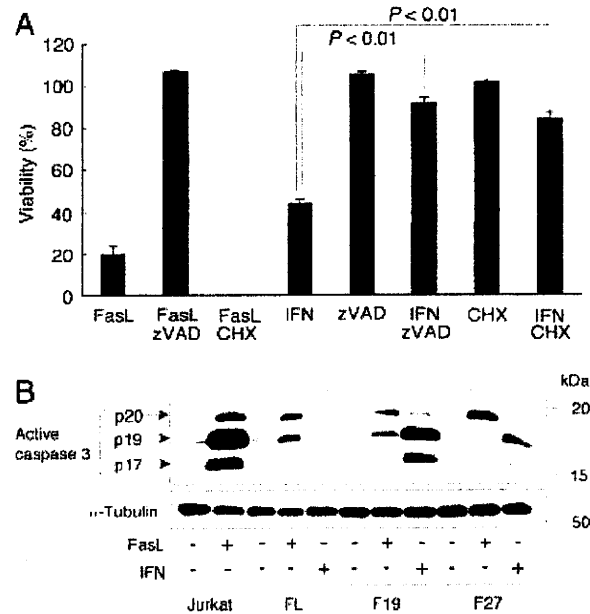 A
P < 0.01
P < 0.01
Viability (%)
120
100
80
60
40
20
0
FasL FasL zVAD FasL CHX IFN zVAD IFN zVAD CHX IFN CHX
B
kDa
Active caspase 3
p20
p19
p17
20
15
α-Tubulin
50
FasL - + - + - - + - - + -
IFN - - - - + - - + - - +
Jurkat FL F19 F27